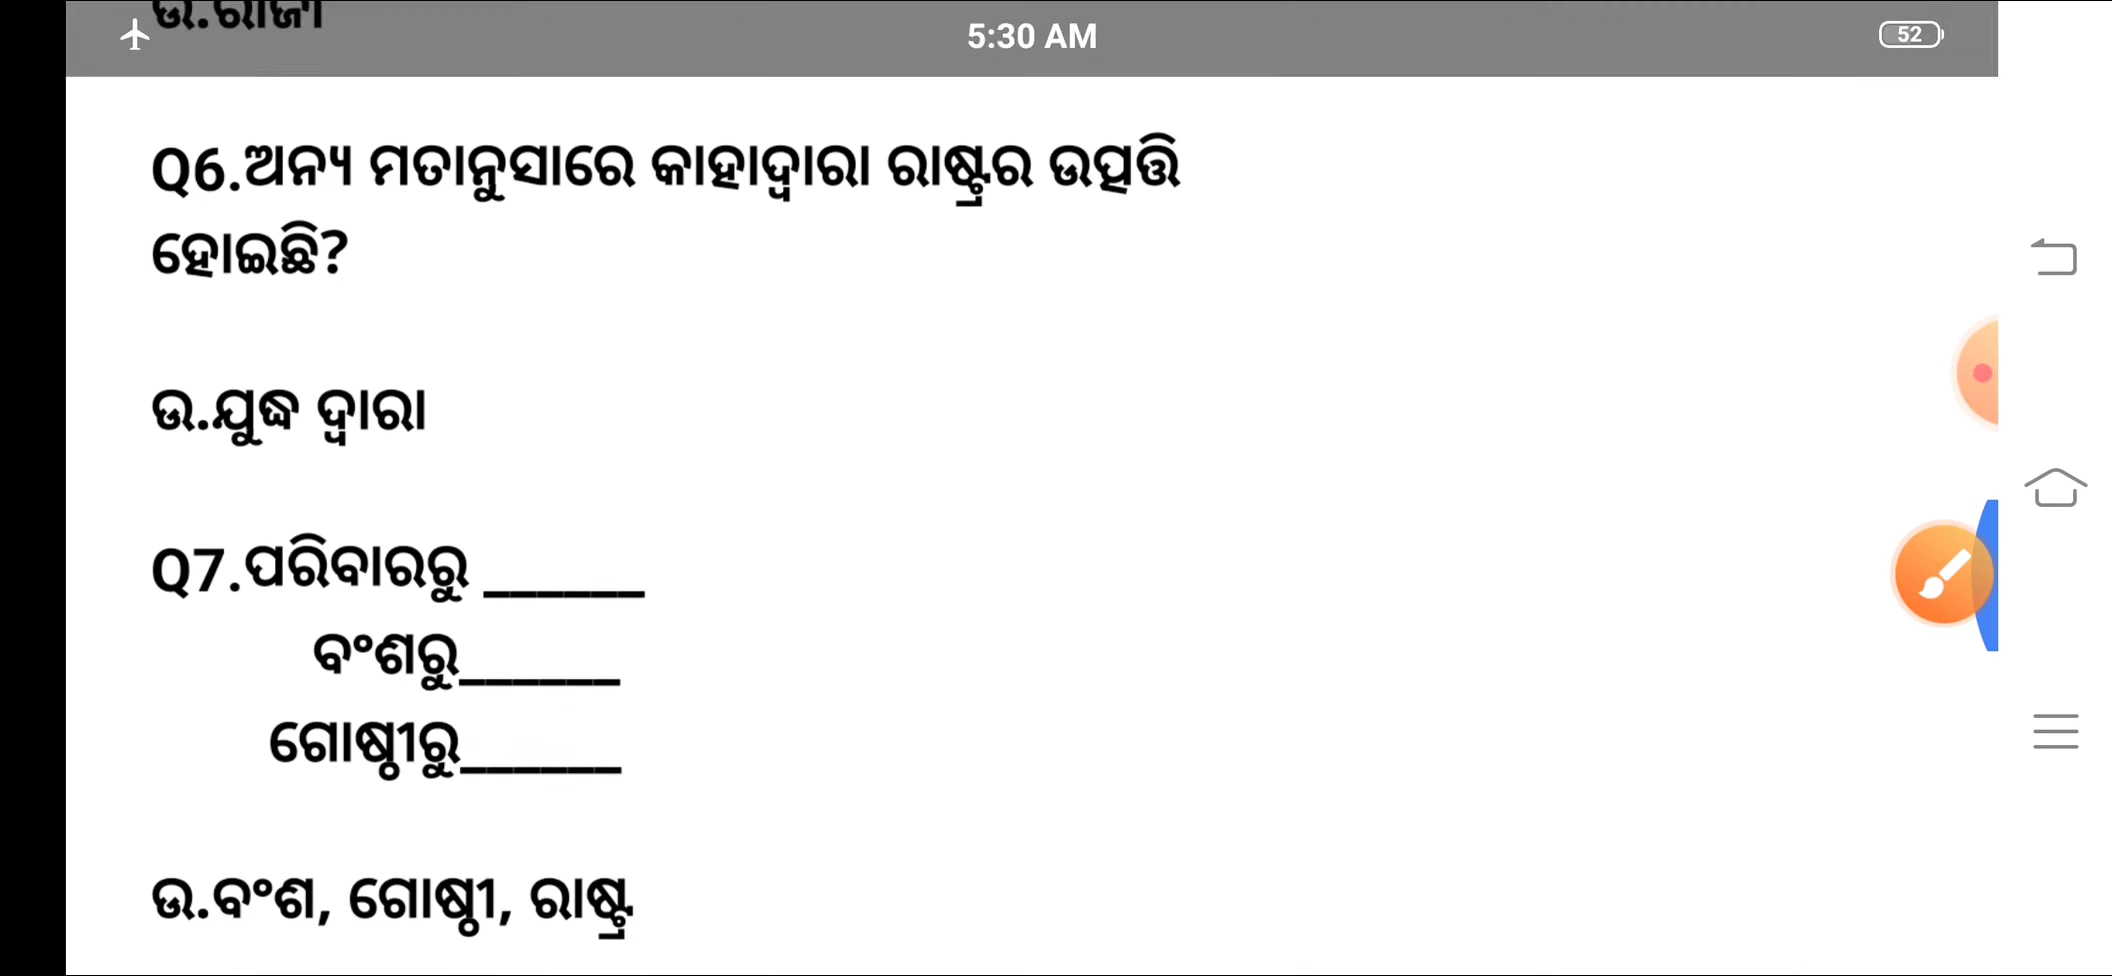 ଉ.ରାଜା
5:30 AM
52
Q6.ଅନ୍ୟ ମତାନୁସାରେ କାହାଦ୍ୱାରା ରାଷ୍ଟ୍ରର ଉତ୍ପତ୍ତି
ହୋଇଛି?
ଉ.ଯୁଦ୍ଧ ଦ୍ୱାରା
Q7.ପରିବାରରୁ ______
ବଂଶରୁ______
ଗୋଷ୍ଠୀରୁ______
ଉ.ବଂଶ, ଗୋଷ୍ଠୀ, ରାଷ୍ଟ୍ର